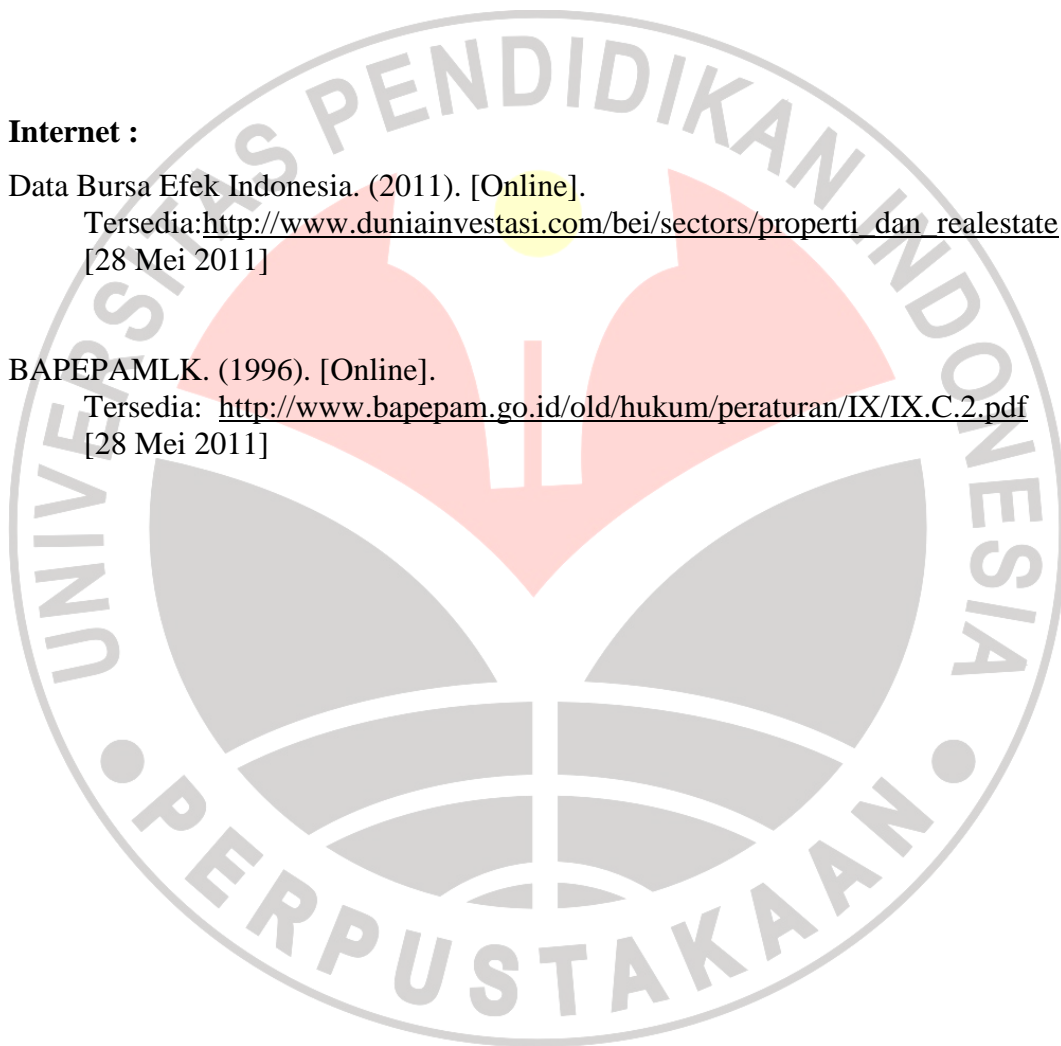 Internet :
Data Bursa Efek Indonesia. (2011). [Online].
Tersedia:http://www.duniainvestasi.com/bei/sectors/properti_dan_realestate
[28 Mei 2011]
BAPEPAMLK. (1996). [Online].
Tersedia: http://www.bapepam.go.id/old/hukum/peraturan/IX/IX.C.2.pdf
[28 Mei 2011]
UNIVERSITAS PENDIDIKAN INDONESIA
PERPUSTAKAAN